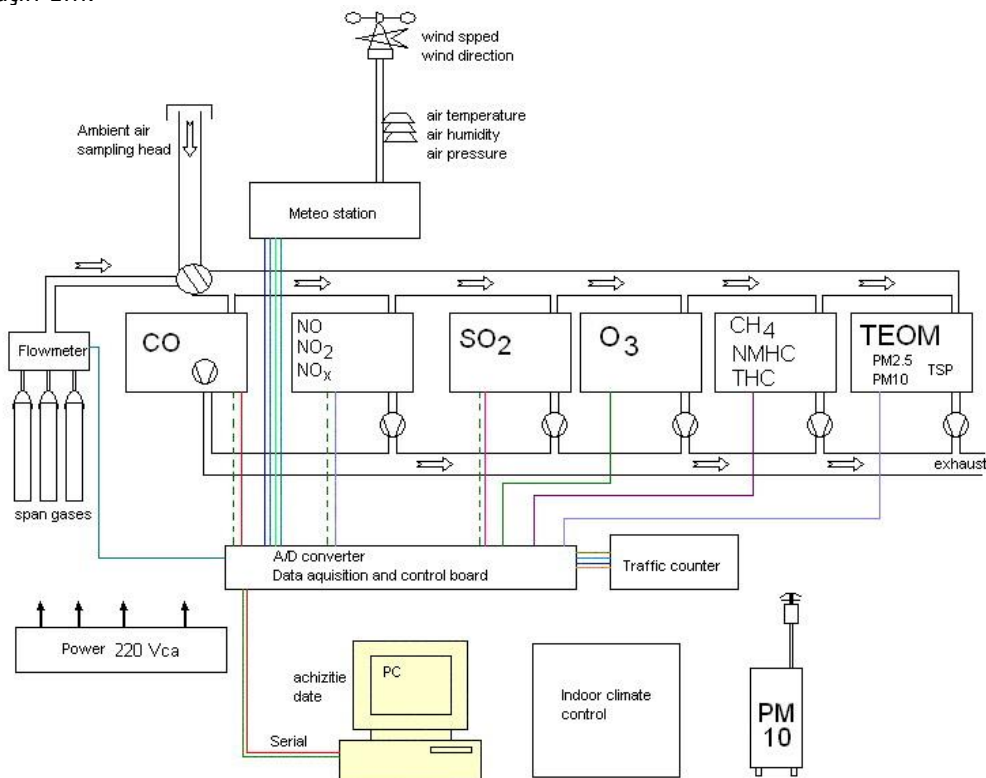 wind spped
wind direction
air temperature
air humidity
air pressure
Ambient air
sampling head
Meteo station
Flowmeter
span gases
CO
NO
NO2
NOx
SO2
O3
CH4
NMHC
THC
TEOM
PM2.5
PM10
TSP
exhaust
A/D converter
Data aquisition and control board
Traffic counter
Power 220 Vca
achizitie
date
PC
Serial
Indoor climate
control
PM
10